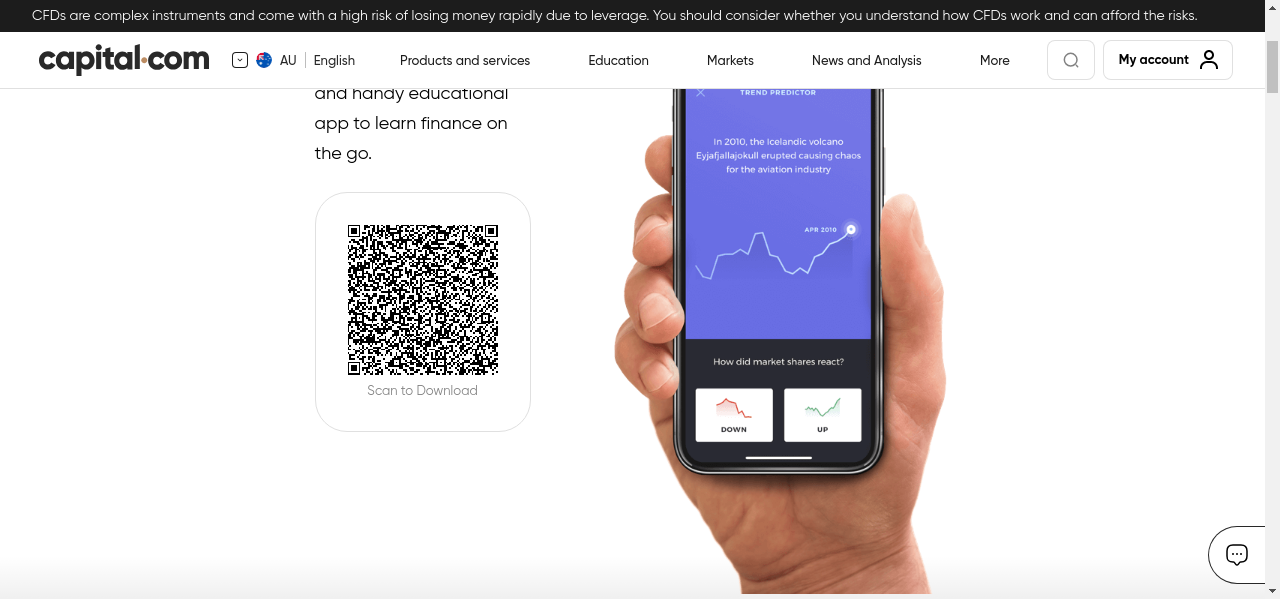 CFDs are complex instruments and come with a high risk of losing money rapidly due to leverage. You should consider whether you understand how CFDs work and can afford the risks.
capital.com
AU
English
Products and services
Education
Markets
News and Analysis
More
My account
and handy educational
app to learn finance on
the go.
Scan to Download
TREND PREDICTOR
In 2010, the Icelandic volcano
Eyjafjallajokull erupted causing chaos
for the aviation industry
APR 2010
How did market shares react?
DOWN
UP